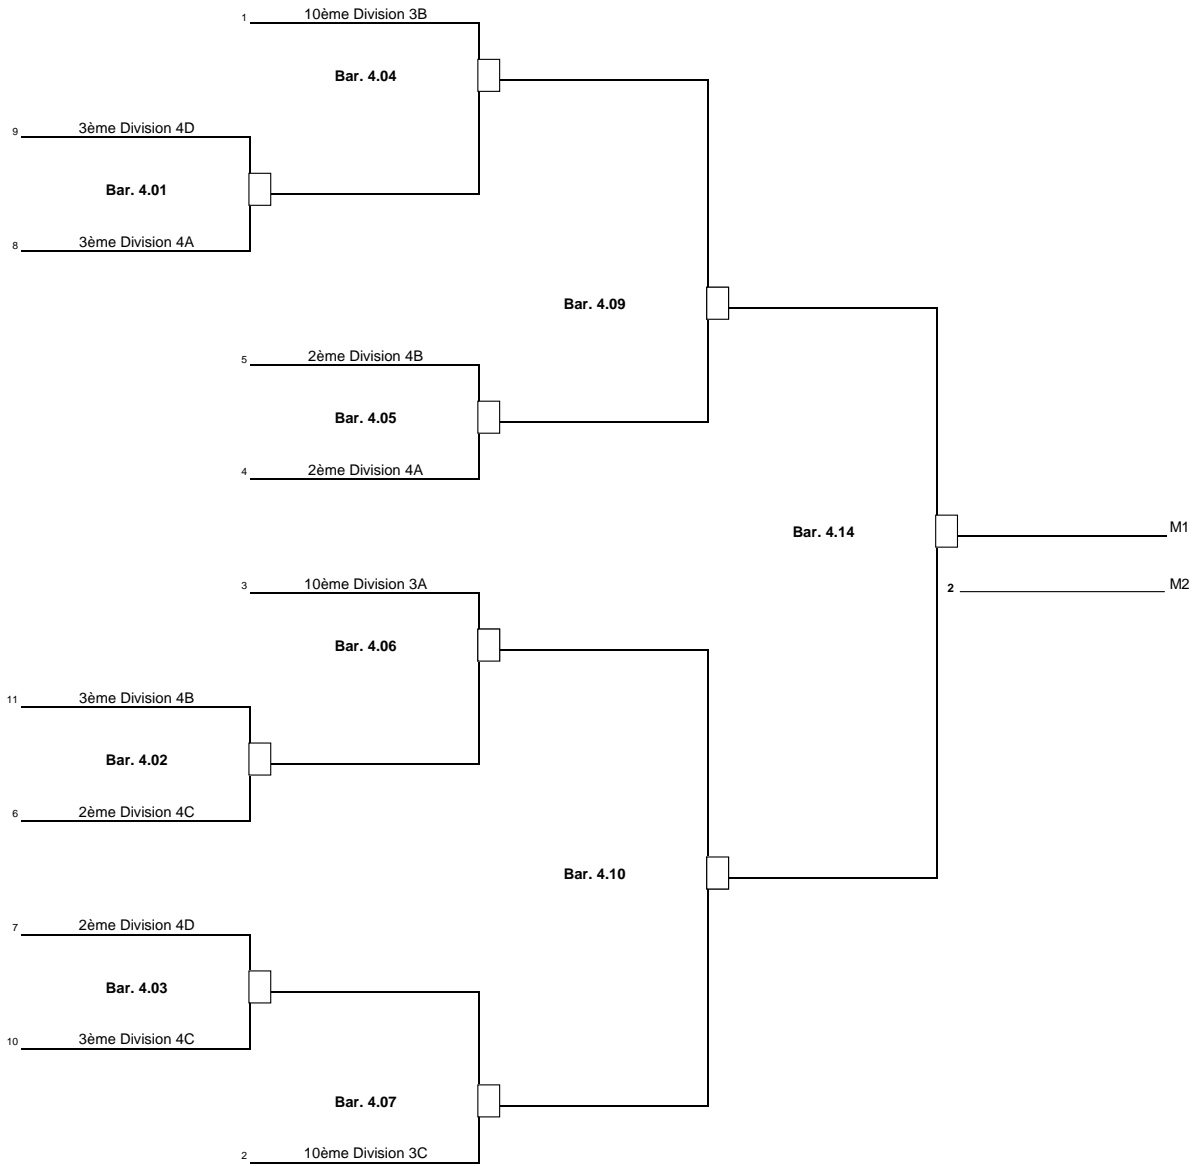 1 10ème Division 3B
Bar. 4.04
9 3ème Division 4D
Bar. 4.01
8 3ème Division 4A
Bar. 4.09
5 2ème Division 4B
Bar. 4.05
4 2ème Division 4A
Bar. 4.14
M1
3 10ème Division 3A
2 M2
Bar. 4.06
11 3ème Division 4B
Bar. 4.02
6 2ème Division 4C
Bar. 4.10
7 2ème Division 4D
Bar. 4.03
10 3ème Division 4C
Bar. 4.07
2 10ème Division 3C